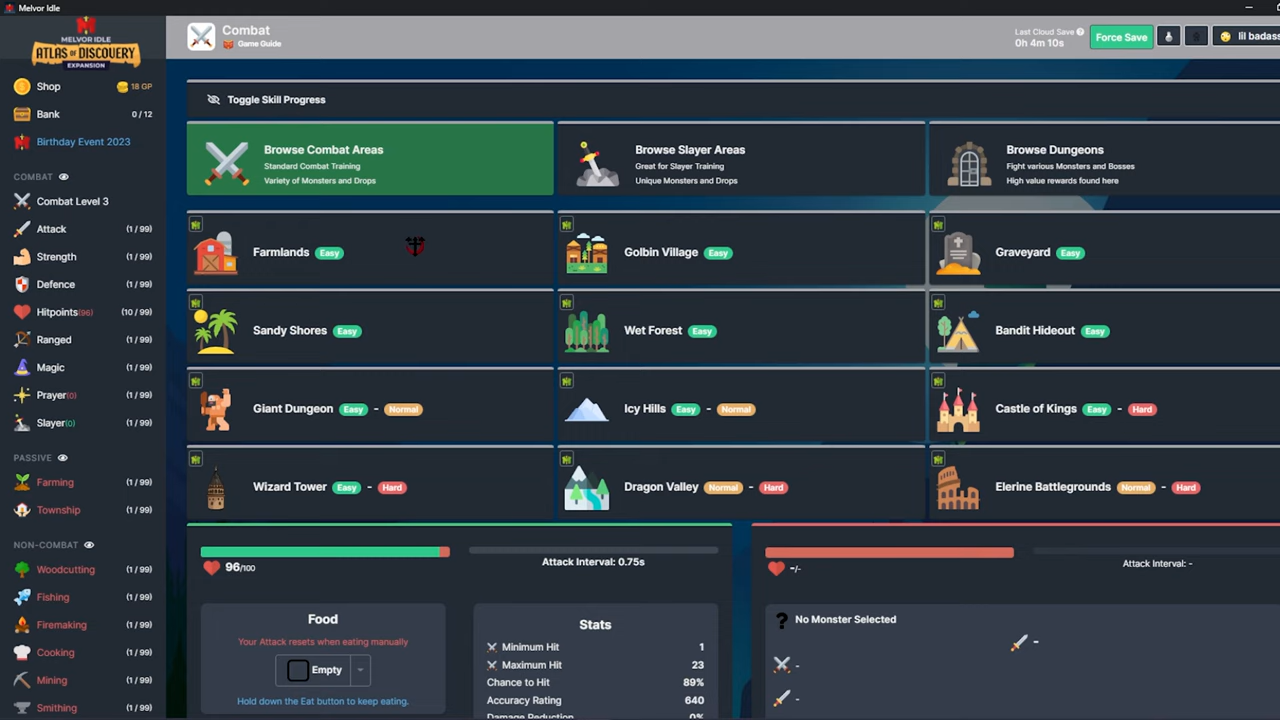 Melvor Idle
MELVOR IDLE
ATLAS OF DISCOVERY
EXPANSION
Shop 18 GP
Bank 0 / 12
Birthday Event 2023
COMBAT
Combat Level 3
Attack (1 / 99)
Strength (1 / 99)
Defence (1 / 99)
Hitpoints(96) (10 / 99)
Ranged (1 / 99)
Magic (1 / 99)
Prayer(0) (1 / 99)
Slayer(0) (1 / 99)
PASSIVE
Farming (1 / 99)
Township (1 / 99)
NON-COMBAT
Woodcutting (1 / 99)
Fishing (1 / 99)
Firemaking (1 / 99)
Cooking (1 / 99)
Mining (1 / 99)
Smithing (1 / 99)
Combat
Game Guide
Last Cloud Save
0h 4m 10s
Force Save
lil badass
Toggle Skill Progress
Browse Combat Areas
Standard Combat Training
Variety of Monsters and Drops
Browse Slayer Areas
Great for Slayer Training
Unique Monsters and Drops
Browse Dungeons
Fight various Monsters and Bosses
High value rewards found here
Farmlands Easy
Golbin Village Easy
Graveyard Easy
Sandy Shores Easy
Wet Forest Easy
Bandit Hideout Easy
Giant Dungeon Easy - Normal
Icy Hills Easy - Normal
Castle of Kings Easy - Hard
Wizard Tower Easy - Hard
Dragon Valley Normal - Hard
Elerine Battlegrounds Normal - Hard
96/100
Attack Interval: 0.75s
Food
Your Attack resets when eating manually
Empty
Hold down the Eat button to keep eating.
Stats
Minimum Hit 1
Maximum Hit 23
Chance to Hit 89%
Accuracy Rating 640
Damage Reduction 0%
-/-
Attack Interval: -
? No Monster Selected
-
-
-